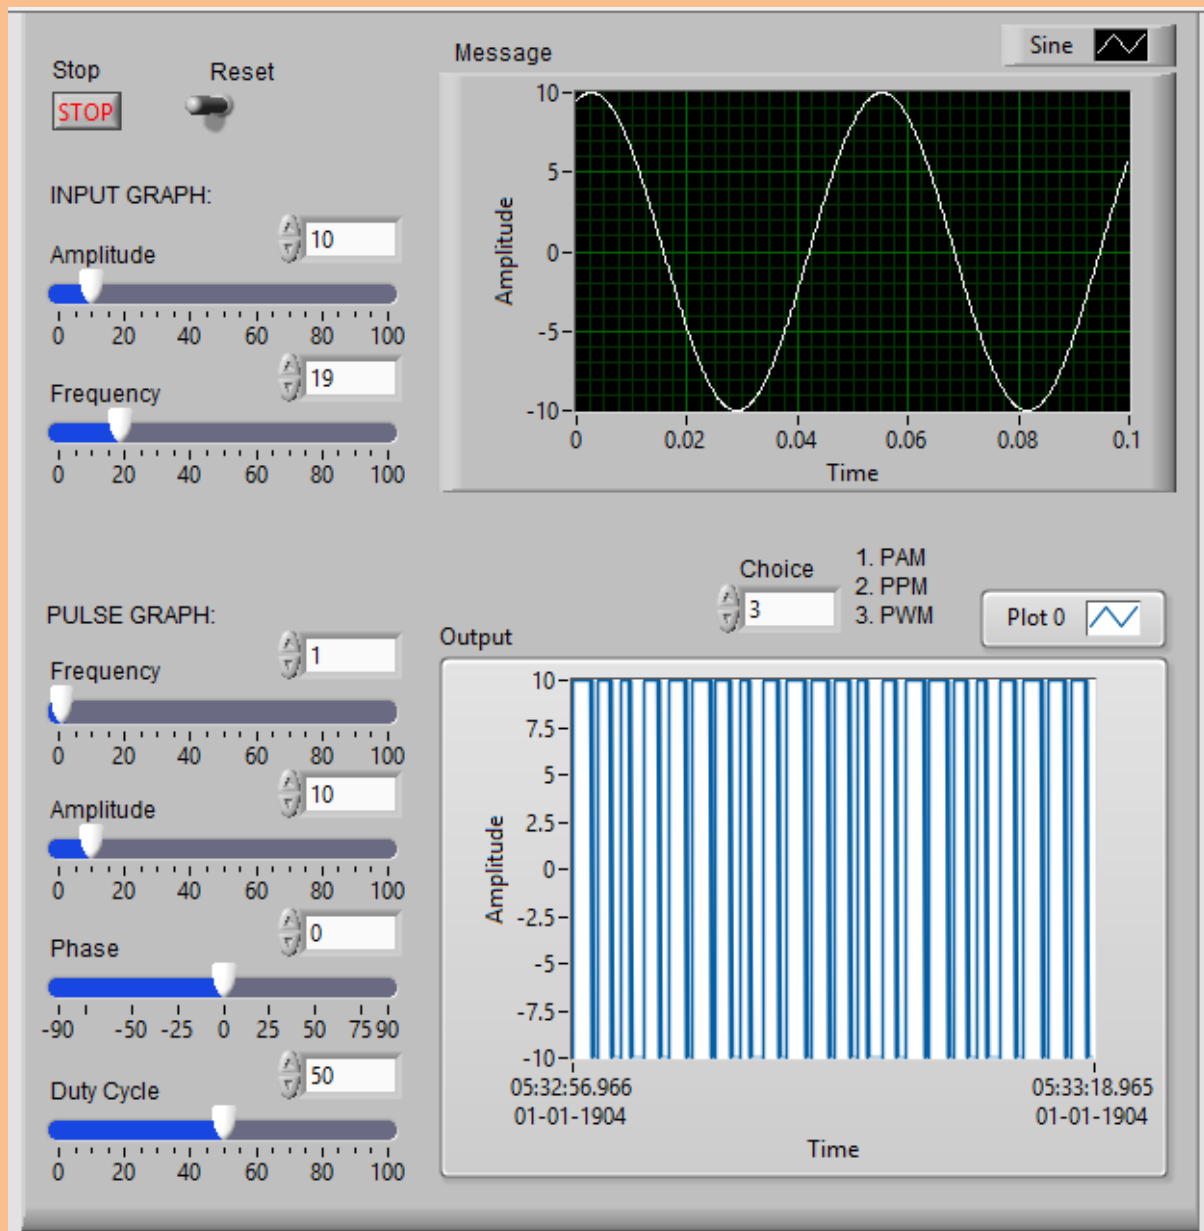 Stop
Reset
STOP
INPUT GRAPH:
Amplitude
10
0 20 40 60 80 100
Frequency
19
0 20 40 60 80 100
Message
Sine
Amplitude
10
5
0
-5
-10
0 0.02 0.04 0.06 0.08 0.1
Time
Choice
3
1. PAM
2. PPM
3. PWM
PULSE GRAPH:
Frequency
1
0 20 40 60 80 100
Amplitude
10
0 20 40 60 80 100
Phase
0
-90 -50 -25 0 25 50 75 90
Duty Cycle
50
0 20 40 60 80 100
Output
Plot 0
Amplitude
10
7.5
5
2.5
0
-2.5
-5
-7.5
-10
05:32:56.966 05:33:18.965
01-01-1904 01-01-1904
Time